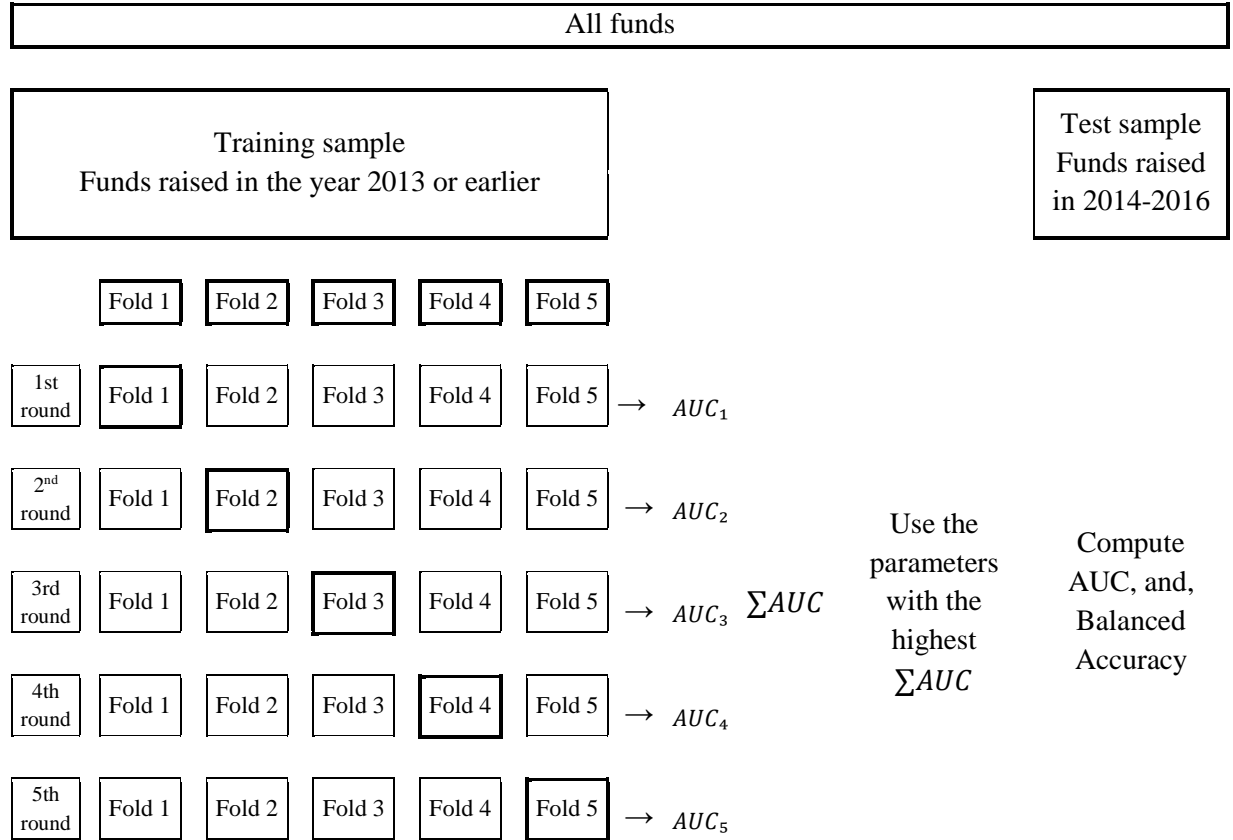 All funds
Training sample
Funds raised in the year 2013 or earlier
Test sample
Funds raised
in 2014-2016
Fold 1 Fold 2 Fold 3 Fold 4 Fold 5
1st
round
Fold 1 Fold 2 Fold 3 Fold 4 Fold 5 → AUC₁
2nd
round
Fold 1 Fold 2 Fold 3 Fold 4 Fold 5 → AUC₂
3rd
round
Fold 1 Fold 2 Fold 3 Fold 4 Fold 5 → AUC₃ ∑AUC
4th
round
Fold 1 Fold 2 Fold 3 Fold 4 Fold 5 → AUC₄
5th
round
Fold 1 Fold 2 Fold 3 Fold 4 Fold 5 → AUC₅
Use the
parameters
with the
highest
∑AUC
Compute
AUC, and,
Balanced
Accuracy